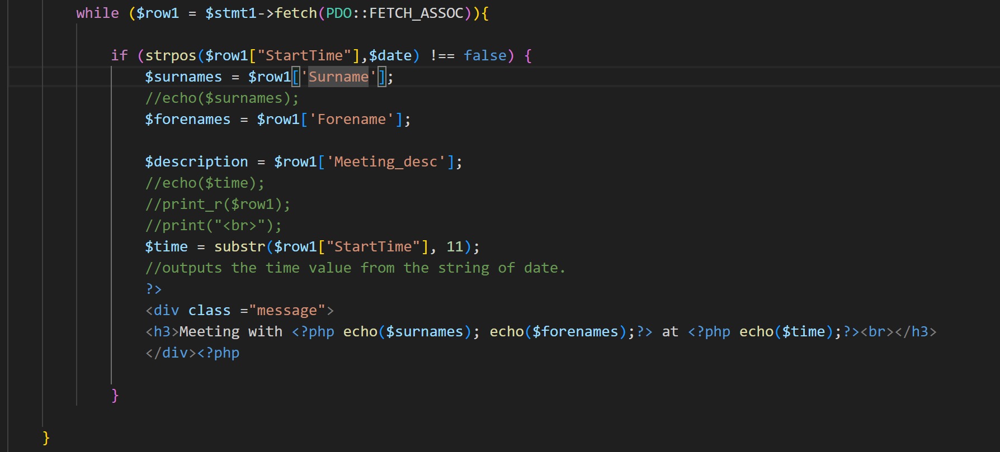 while ($row1 = $stmt1->fetch(PDO::FETCH_ASSOC)){
if (strpos($row1["StartTime"],$date) !== false) {
$surnames = $row1['Surname'];
//echo($surnames);
$forenames = $row1['Forename'];
$description = $row1['Meeting_desc'];
//echo($time);
//print_r($row1);
//print("<br>");
$time = substr($row1["StartTime"], 11);
//outputs the time value from the string of date.
?>
<div class ="message">
<h3>Meeting with <?php echo($surnames); echo($forenames);?> at <?php echo($time);?><br></h3>
</div><?php
}
}